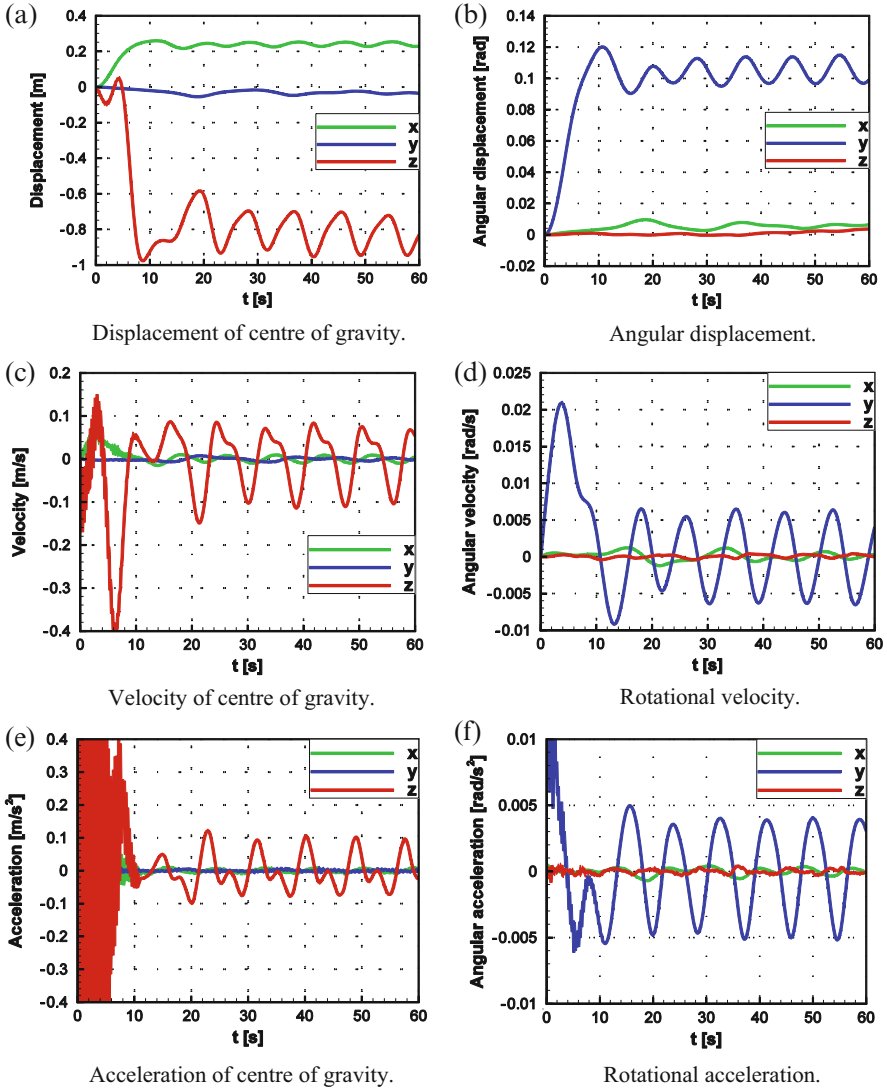 (a)
0.4
0.2
0
-0.2
-0.4
-0.6
-0.8
-1
Displacement [m]
x
y
z
0 10 20 30 40 50 60
t [s]
Displacement of centre of gravity.
(b)
0.14
0.12
0.10
0.08
0.06
0.04
0.02
0
-0.02
Angular displacement [rad]
x
y
z
0 10 20 30 40 50 60
t [s]
Angular displacement.
(c)
0.2
0.1
0
-0.1
-0.2
-0.3
-0.4
Velocity [m/s]
x
y
z
0 10 20 30 40 50 60
t [s]
Velocity of centre of gravity.
(d)
0.025
0.02
0.015
0.01
0.005
0
-0.005
-0.01
Angular velocity [rad/s]
x
y
z
0 10 20 30 40 50 60
t [s]
Rotational velocity.
(e)
0.4
0.3
0.2
0.1
0
-0.1
-0.2
-0.3
-0.4
Acceleration [m/s²]
x
y
z
0 10 20 30 40 50 60
t [s]
Acceleration of centre of gravity.
(f)
0.01
0.005
0
-0.005
-0.01
Angular acceleration [rad/s²]
x
y
z
0 10 20 30 40 50 60
t [s]
Rotational acceleration.